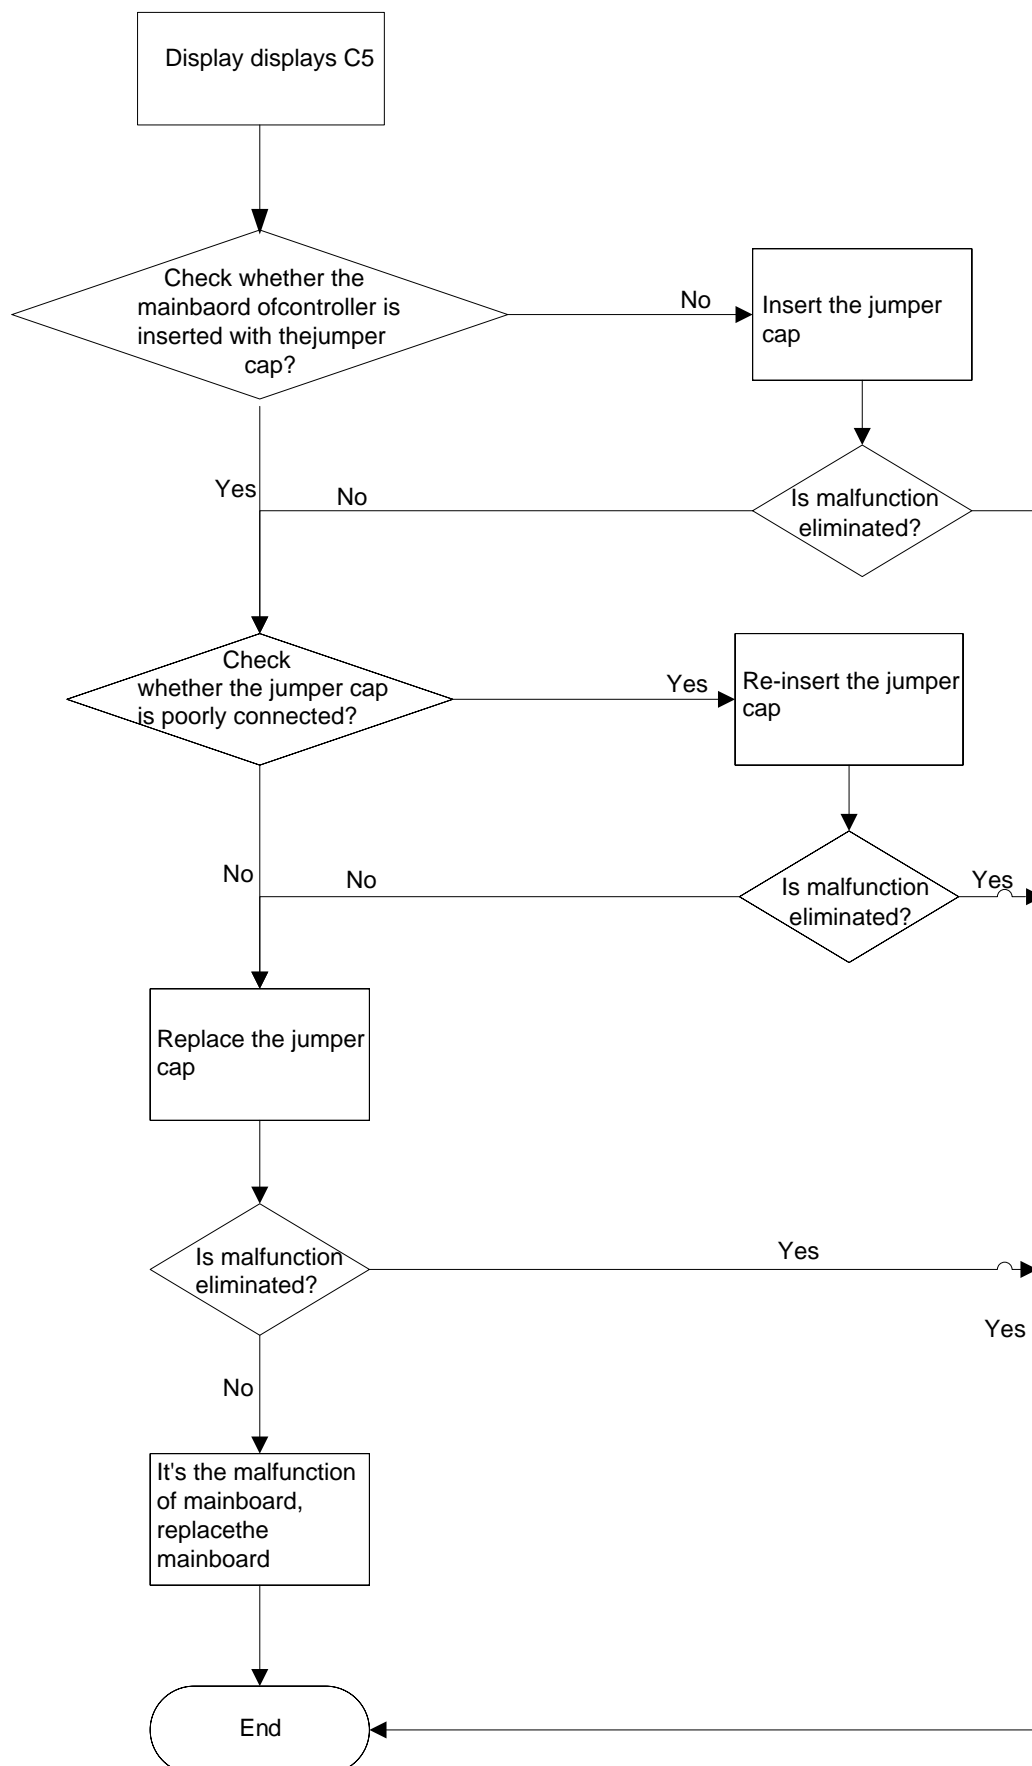 Display displays C5
Check whether the
mainbaord ofcontroller is
inserted with thejumper
cap?
No
Insert the jumper
cap
Yes
No
Is malfunction
eliminated?
Check
whether the jumper cap
is poorly connected?
Yes
Re-insert the jumper
cap
No
No
Is malfunction
eliminated?
Yes
Replace the jumper
cap
Is malfunction
eliminated?
Yes
Yes
No
It's the malfunction
of mainboard,
replacethe
mainboard
End